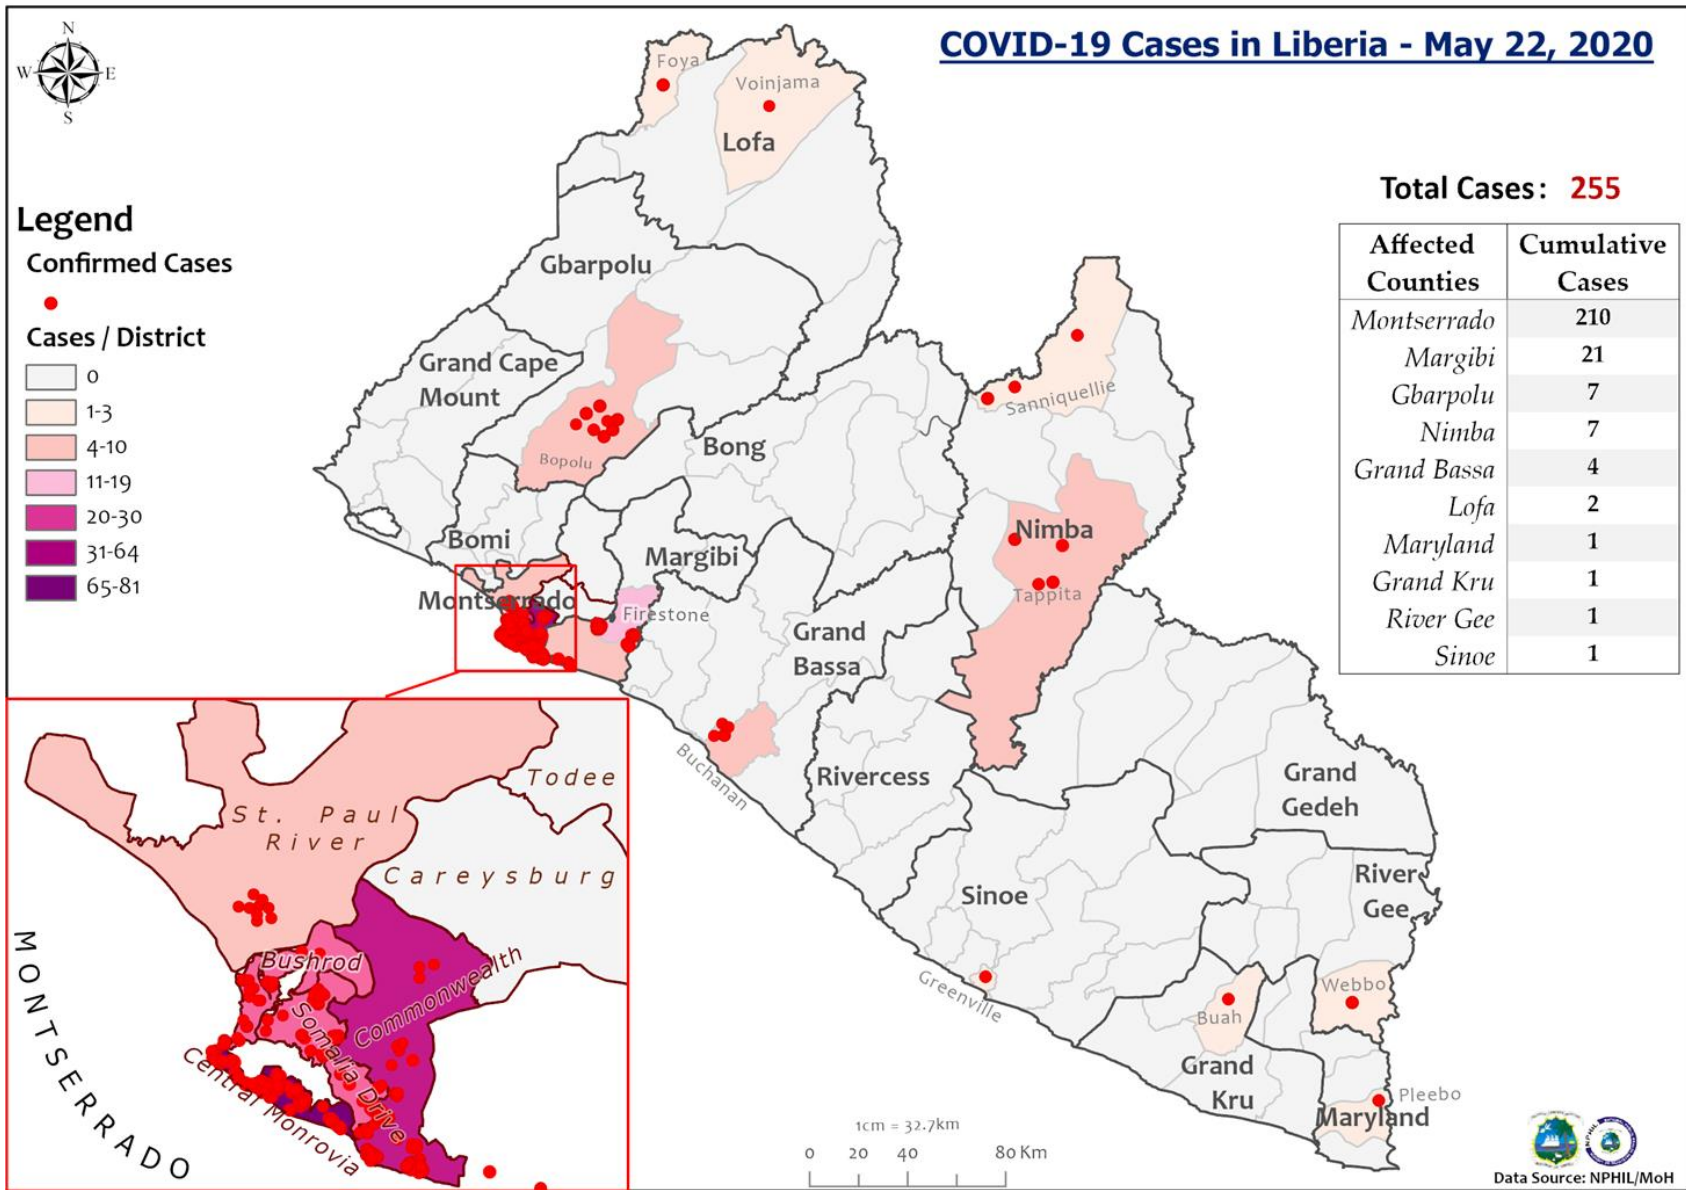 COVID-19 Cases in Liberia - May 22, 2020
N
W
E
S
Legend
Confirmed Cases
Cases / District
0
1-3
4-10
11-19
20-30
31-64
65-81
Total Cases: 255
Affected Counties
Cumulative Cases
Montserrado 210
Margibi 21
Gbarpolu 7
Nimba 7
Grand Bassa 4
Lofa 2
Maryland 1
Grand Kru 1
River Gee 1
Sinoe 1
Foya
Voinjama
Lofa
Gbarpolu
Grand Cape
Mount
Bopolu
Bong
Sanniquellie
Nimba
Tappita
Bomi
Margibi
Montserrado
Firestone
Grand
Bassa
Buchanan
Rivercess
Grand
Gedeh
Sinoe
River
Gee
Greenville
Buah
Webbo
Grand
Kru
Pleebo
Maryland
Todee
St. Paul
River
Careysburg
Bushrod
Commonwealth
Somalia Drive
Central Monrovia
MONTSERRADO
1cm = 32.7km
0 20 40 80 Km
Data Source: NPHIL/MoH